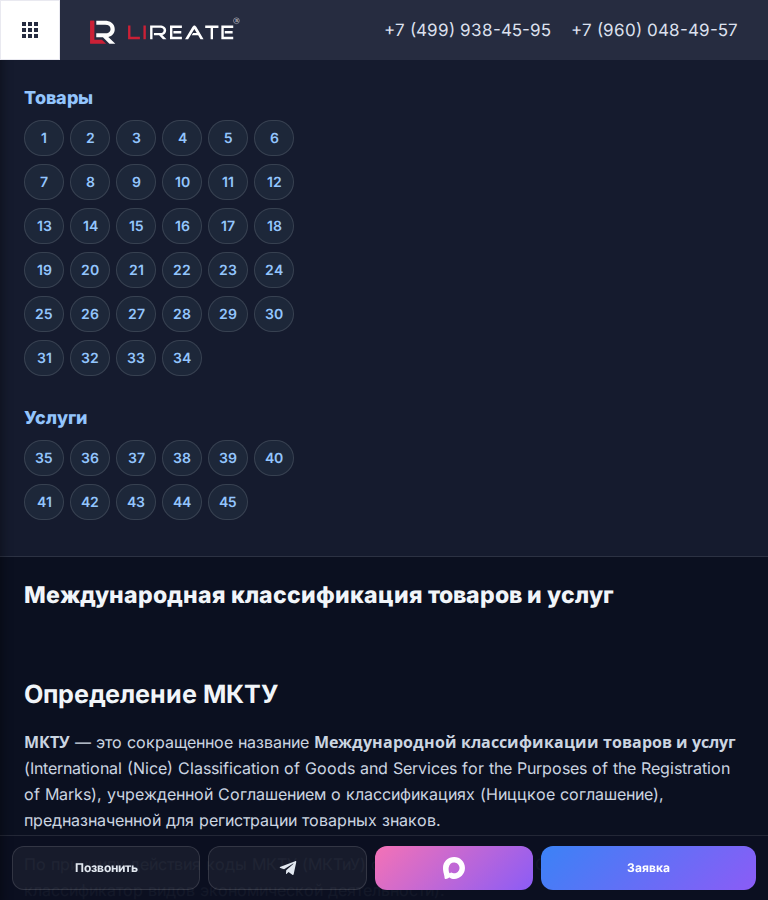 LIREATE®
+7 (499) 938-45-95 +7 (960) 048-49-57
Товары
1 2 3 4 5 6
7 8 9 10 11 12
13 14 15 16 17 18
19 20 21 22 23 24
25 26 27 28 29 30
31 32 33 34
Услуги
35 36 37 38 39 40
41 42 43 44 45
Международная классификация товаров и услуг
Определение МКТУ
МКТУ — это сокращенное название Международной классификации товаров и услуг
(International (Nice) Classification of Goods and Services for the Purposes of the Registration
of Marks), учрежденной Соглашением о классификациях (Ниццкое соглашение),
предназначенной для регистрации товарных знаков.
Позвонить Заявка